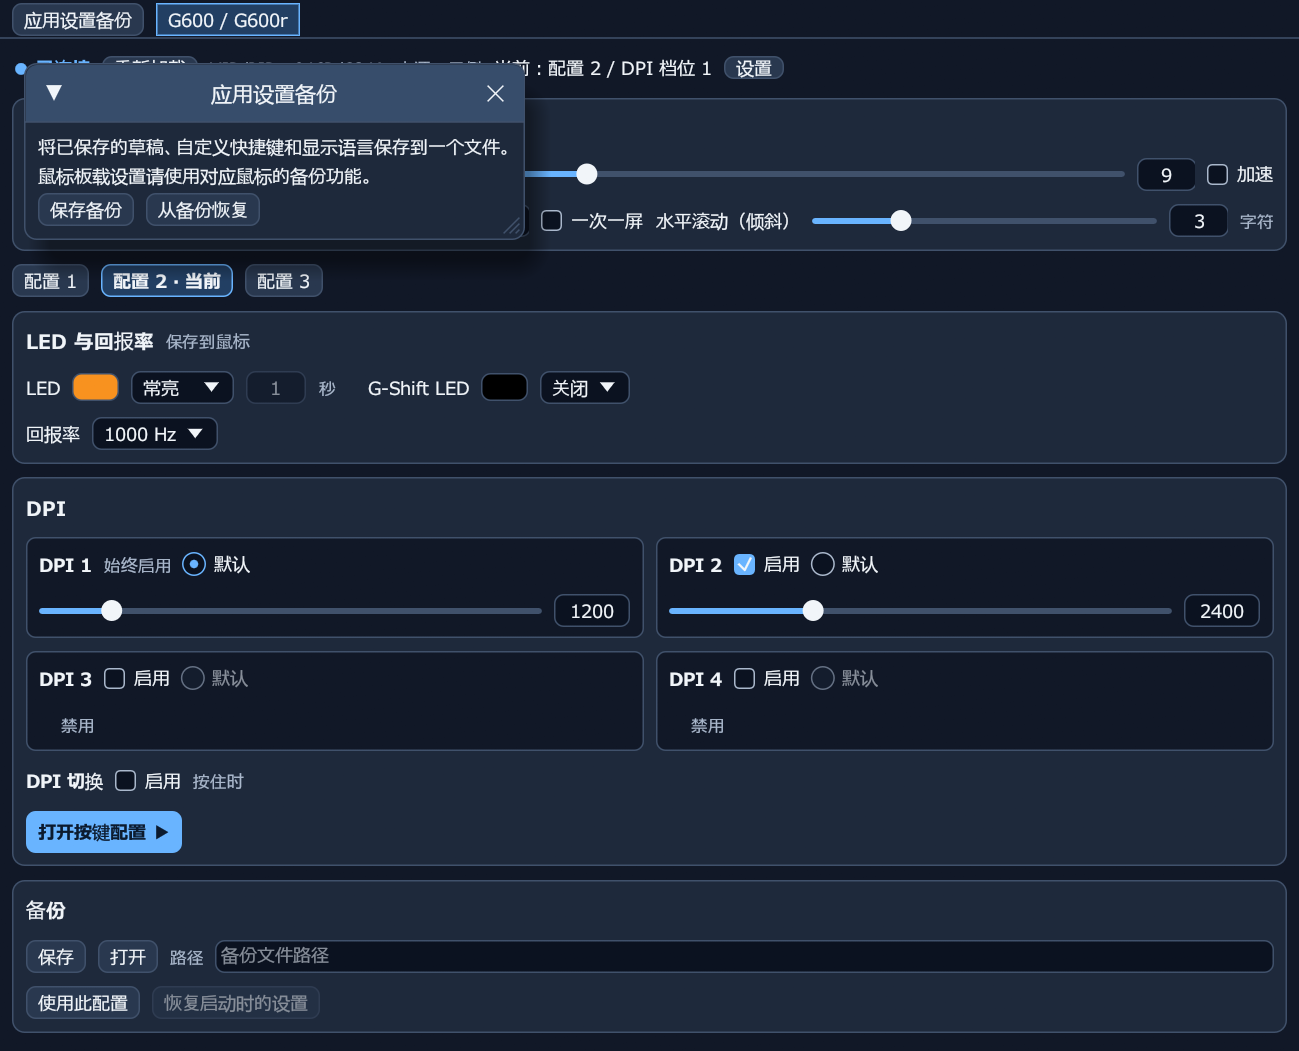 应用设置备份 G600 / G600r
前：配置 2 / DPI 档位 1 设置
▼ 应用设置备份
将已保存的草稿、自定义快捷键和显示语言保存到一个文件。
鼠标板载设置请使用对应鼠标的备份功能。
保存备份 从备份恢复
9 加速
一次一屏 水平滚动（倾斜） 3 字符
配置 1 配置 2 · 当前 配置 3
LED 与回报率 保存到鼠标
LED 常亮 ▼ 1 秒 G-Shift LED 关闭 ▼
回报率 1000 Hz ▼
DPI
DPI 1 始终启用 默认
1200
DPI 2 启用 默认
2400
DPI 3 启用 默认
禁用
DPI 4 启用 默认
禁用
DPI 切换 启用 按住时
打开按键配置 ▶
备份
保存 打开 路径 备份文件路径
使用此配置 恢复启动时的设置